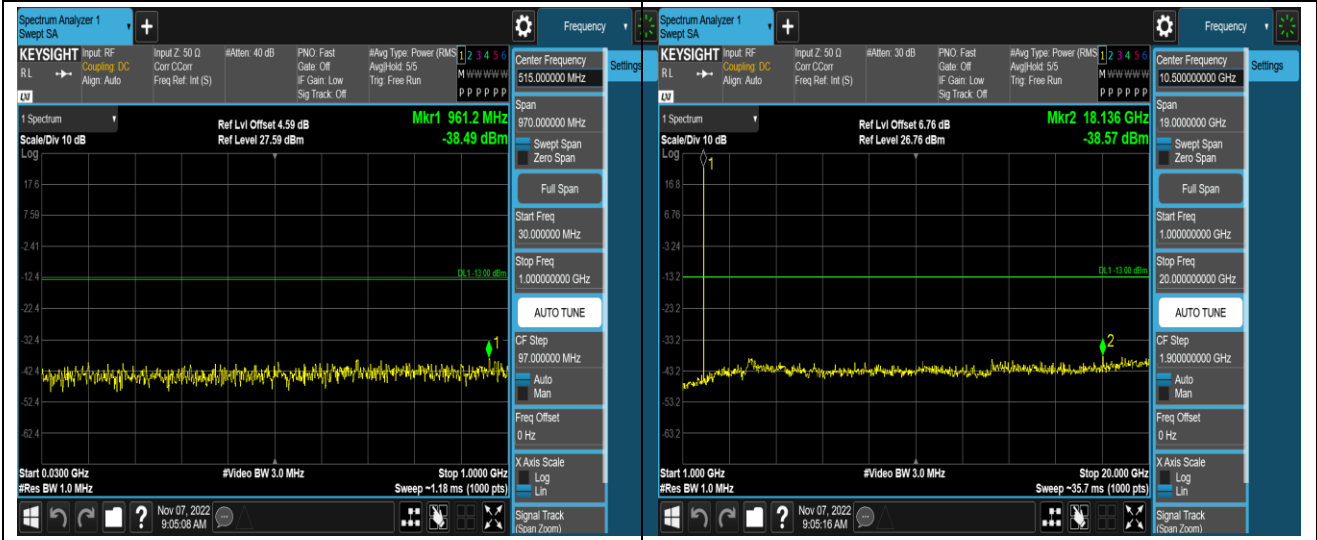 Spectrum Analyzer 1
Swept SA
+
Frequency
KEYSIGHT
Input: RF
Input Z: 50 Ω
#Atten: 40 dB
PNO: Fast
#Avg Type: Power (RMS
1 2 3 4 5 6
RL
Coupling: DC
Corr CCorr
Gate: Off
Avg|Hold: 5/5
M W W W W W
Align: Auto
Freq Ref: Int (S)
IF Gain: Low
Trig: Free Run
Sig Track: Off
P P P P P P
LXI
Center Frequency
515.000000 MHz
Settings
Span
970.000000 MHz
Swept Span
Zero Span
Full Span
Start Freq
30.000000 MHz
Stop Freq
1.000000000 GHz
AUTO TUNE
CF Step
97.000000 MHz
Auto
Man
Freq Offset
0 Hz
X Axis Scale
Log
Lin
Signal Track
(Span Zoom)
1 Spectrum
Ref Lvl Offset 4.59 dB
Mkr1 961.2 MHz
Scale/Div 10 dB
Ref Level 27.59 dBm
-38.49 dBm
Log
17.6
7.59
-2.41
-12.4
DL1 -13.00 dBm
-22.4
-32.4
1
-42.4
-52.4
-62.4
Start 0.0300 GHz
#Video BW 3.0 MHz
Stop 1.0000 GHz
#Res BW 1.0 MHz
Sweep ~1.18 ms (1000 pts)
?
Nov 07, 2022
9:05:08 AM
Spectrum Analyzer 1
Swept SA
+
Frequency
KEYSIGHT
Input: RF
Input Z: 50 Ω
#Atten: 30 dB
PNO: Fast
#Avg Type: Power (RMS
1 2 3 4 5 6
RL
Coupling: DC
Corr CCorr
Gate: Off
Avg|Hold: 5/5
M W W W W W
Align: Auto
Freq Ref: Int (S)
IF Gain: Low
Trig: Free Run
Sig Track: Off
P P P P P P
LXI
Center Frequency
10.500000000 GHz
Settings
Span
19.0000000 GHz
Swept Span
Zero Span
Full Span
Start Freq
1.000000000 GHz
Stop Freq
20.000000000 GHz
AUTO TUNE
CF Step
1.900000000 GHz
Auto
Man
Freq Offset
0 Hz
X Axis Scale
Log
Lin
Signal Track
(Span Zoom)
1 Spectrum
Ref Lvl Offset 6.76 dB
Mkr2 18.136 GHz
Scale/Div 10 dB
Ref Level 26.76 dBm
-38.57 dBm
Log
1
16.8
6.76
-3.24
-13.2
DL1 -13.00 dBm
-23.2
-33.2
2
-43.2
-53.2
-63.2
Start 1.000 GHz
#Video BW 3.0 MHz
Stop 20.000 GHz
#Res BW 1.0 MHz
Sweep ~35.7 ms (1000 pts)
?
Nov 07, 2022
9:05:16 AM